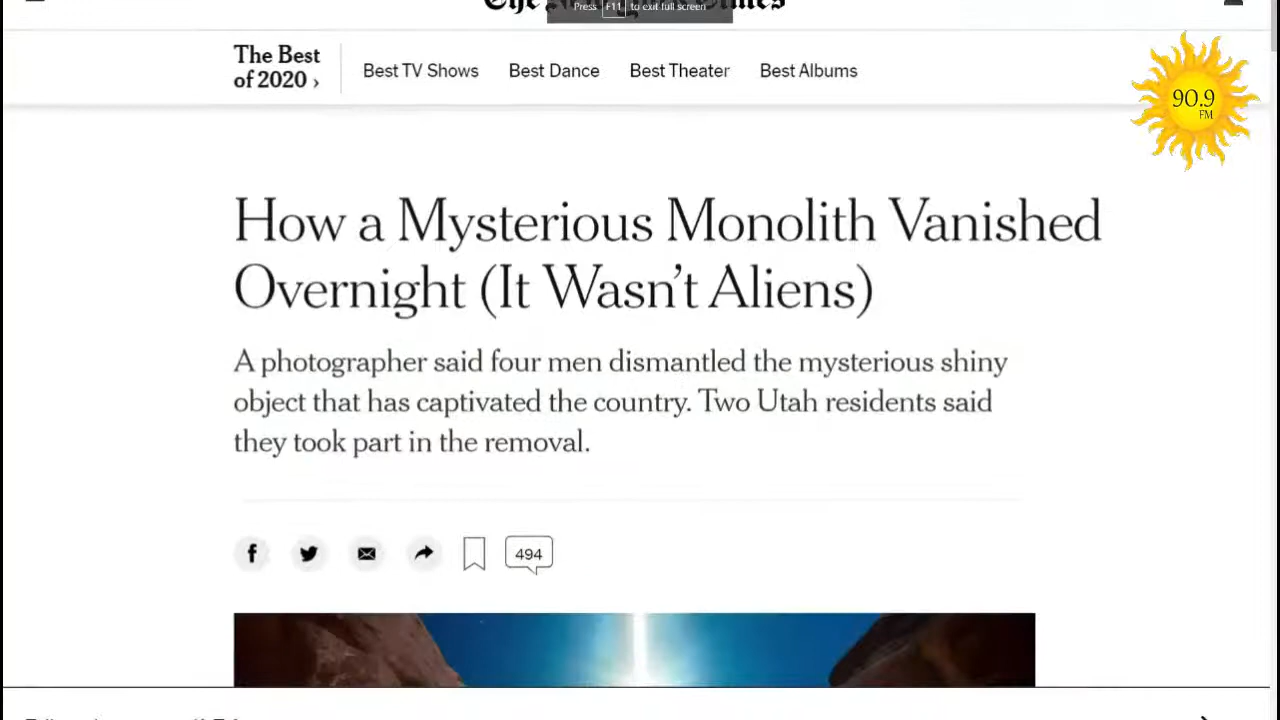 Press F11 to exit full screen
The Best
of 2020 ›
Best TV Shows Best Dance Best Theater Best Albums
90.9
FM
How a Mysterious Monolith Vanished
Overnight (It Wasn't Aliens)
A photographer said four men dismantled the mysterious shiny
object that has captivated the country. Two Utah residents said
they took part in the removal.
494